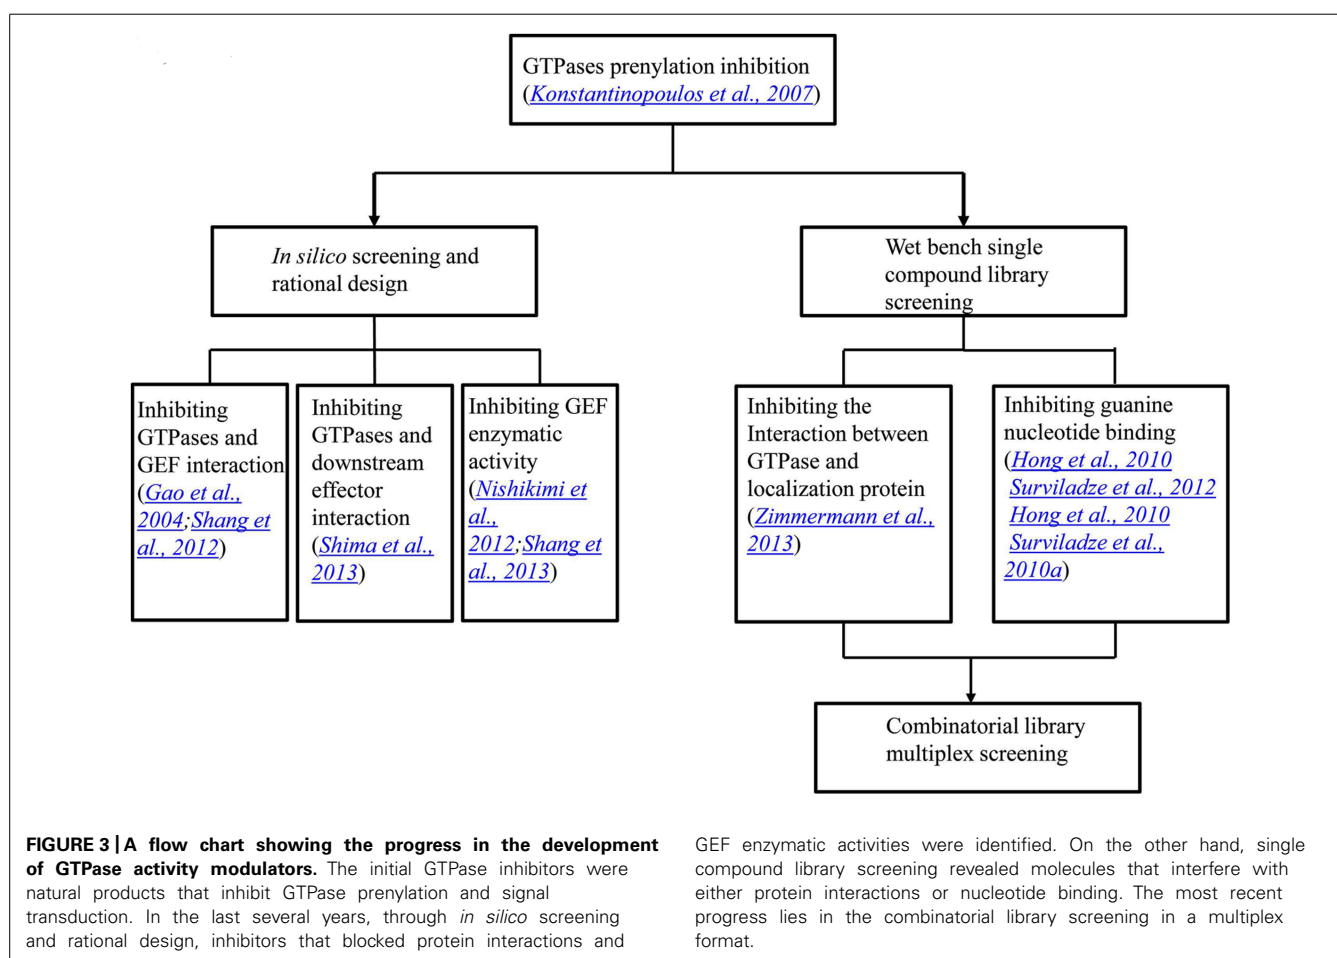 GTPases prenylation inhibition
(Konstantinopoulos et al., 2007)
In silico screening and
rational design
Wet bench single
compound library
screening
Inhibiting
GTPases and
GEF interaction
(Gao et al.,
2004;Shang et
al., 2012)
Inhibiting
GTPases and
downstream
effector
interaction
(Shima et al.,
2013)
Inhibiting GEF
enzymatic
activity
(Nishikimi et
al.,
2012;Shang et
al., 2013)
Inhibiting the
Interaction between
GTPase and
localization protein
(Zimmermann et al.,
2013)
Inhibiting guanine
nucleotide binding
(Hong et al., 2010
Surviladze et al., 2012
Hong et al., 2010
Surviladze et al.,
2010a)
Combinatorial library
multiplex screening
FIGURE 3 | A flow chart showing the progress in the development
of GTPase activity modulators. The initial GTPase inhibitors were
natural products that inhibit GTPase prenylation and signal
transduction. In the last several years, through in silico screening
and rational design, inhibitors that blocked protein interactions and
GEF enzymatic activities were identified. On the other hand, single
compound library screening revealed molecules that interfere with
either protein interactions or nucleotide binding. The most recent
progress lies in the combinatorial library screening in a multiplex
format.